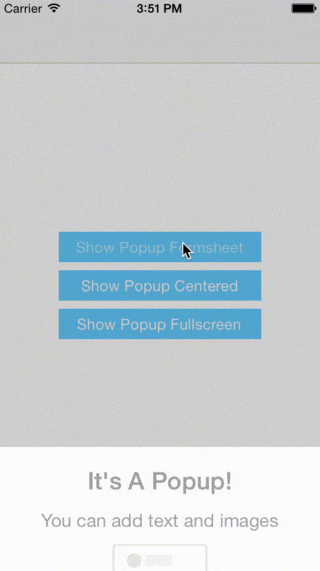 Carrier 3:51 PM
Show Popup Formsheet
Show Popup Centered
Show Popup Fullscreen
It's A Popup!
You can add text and images